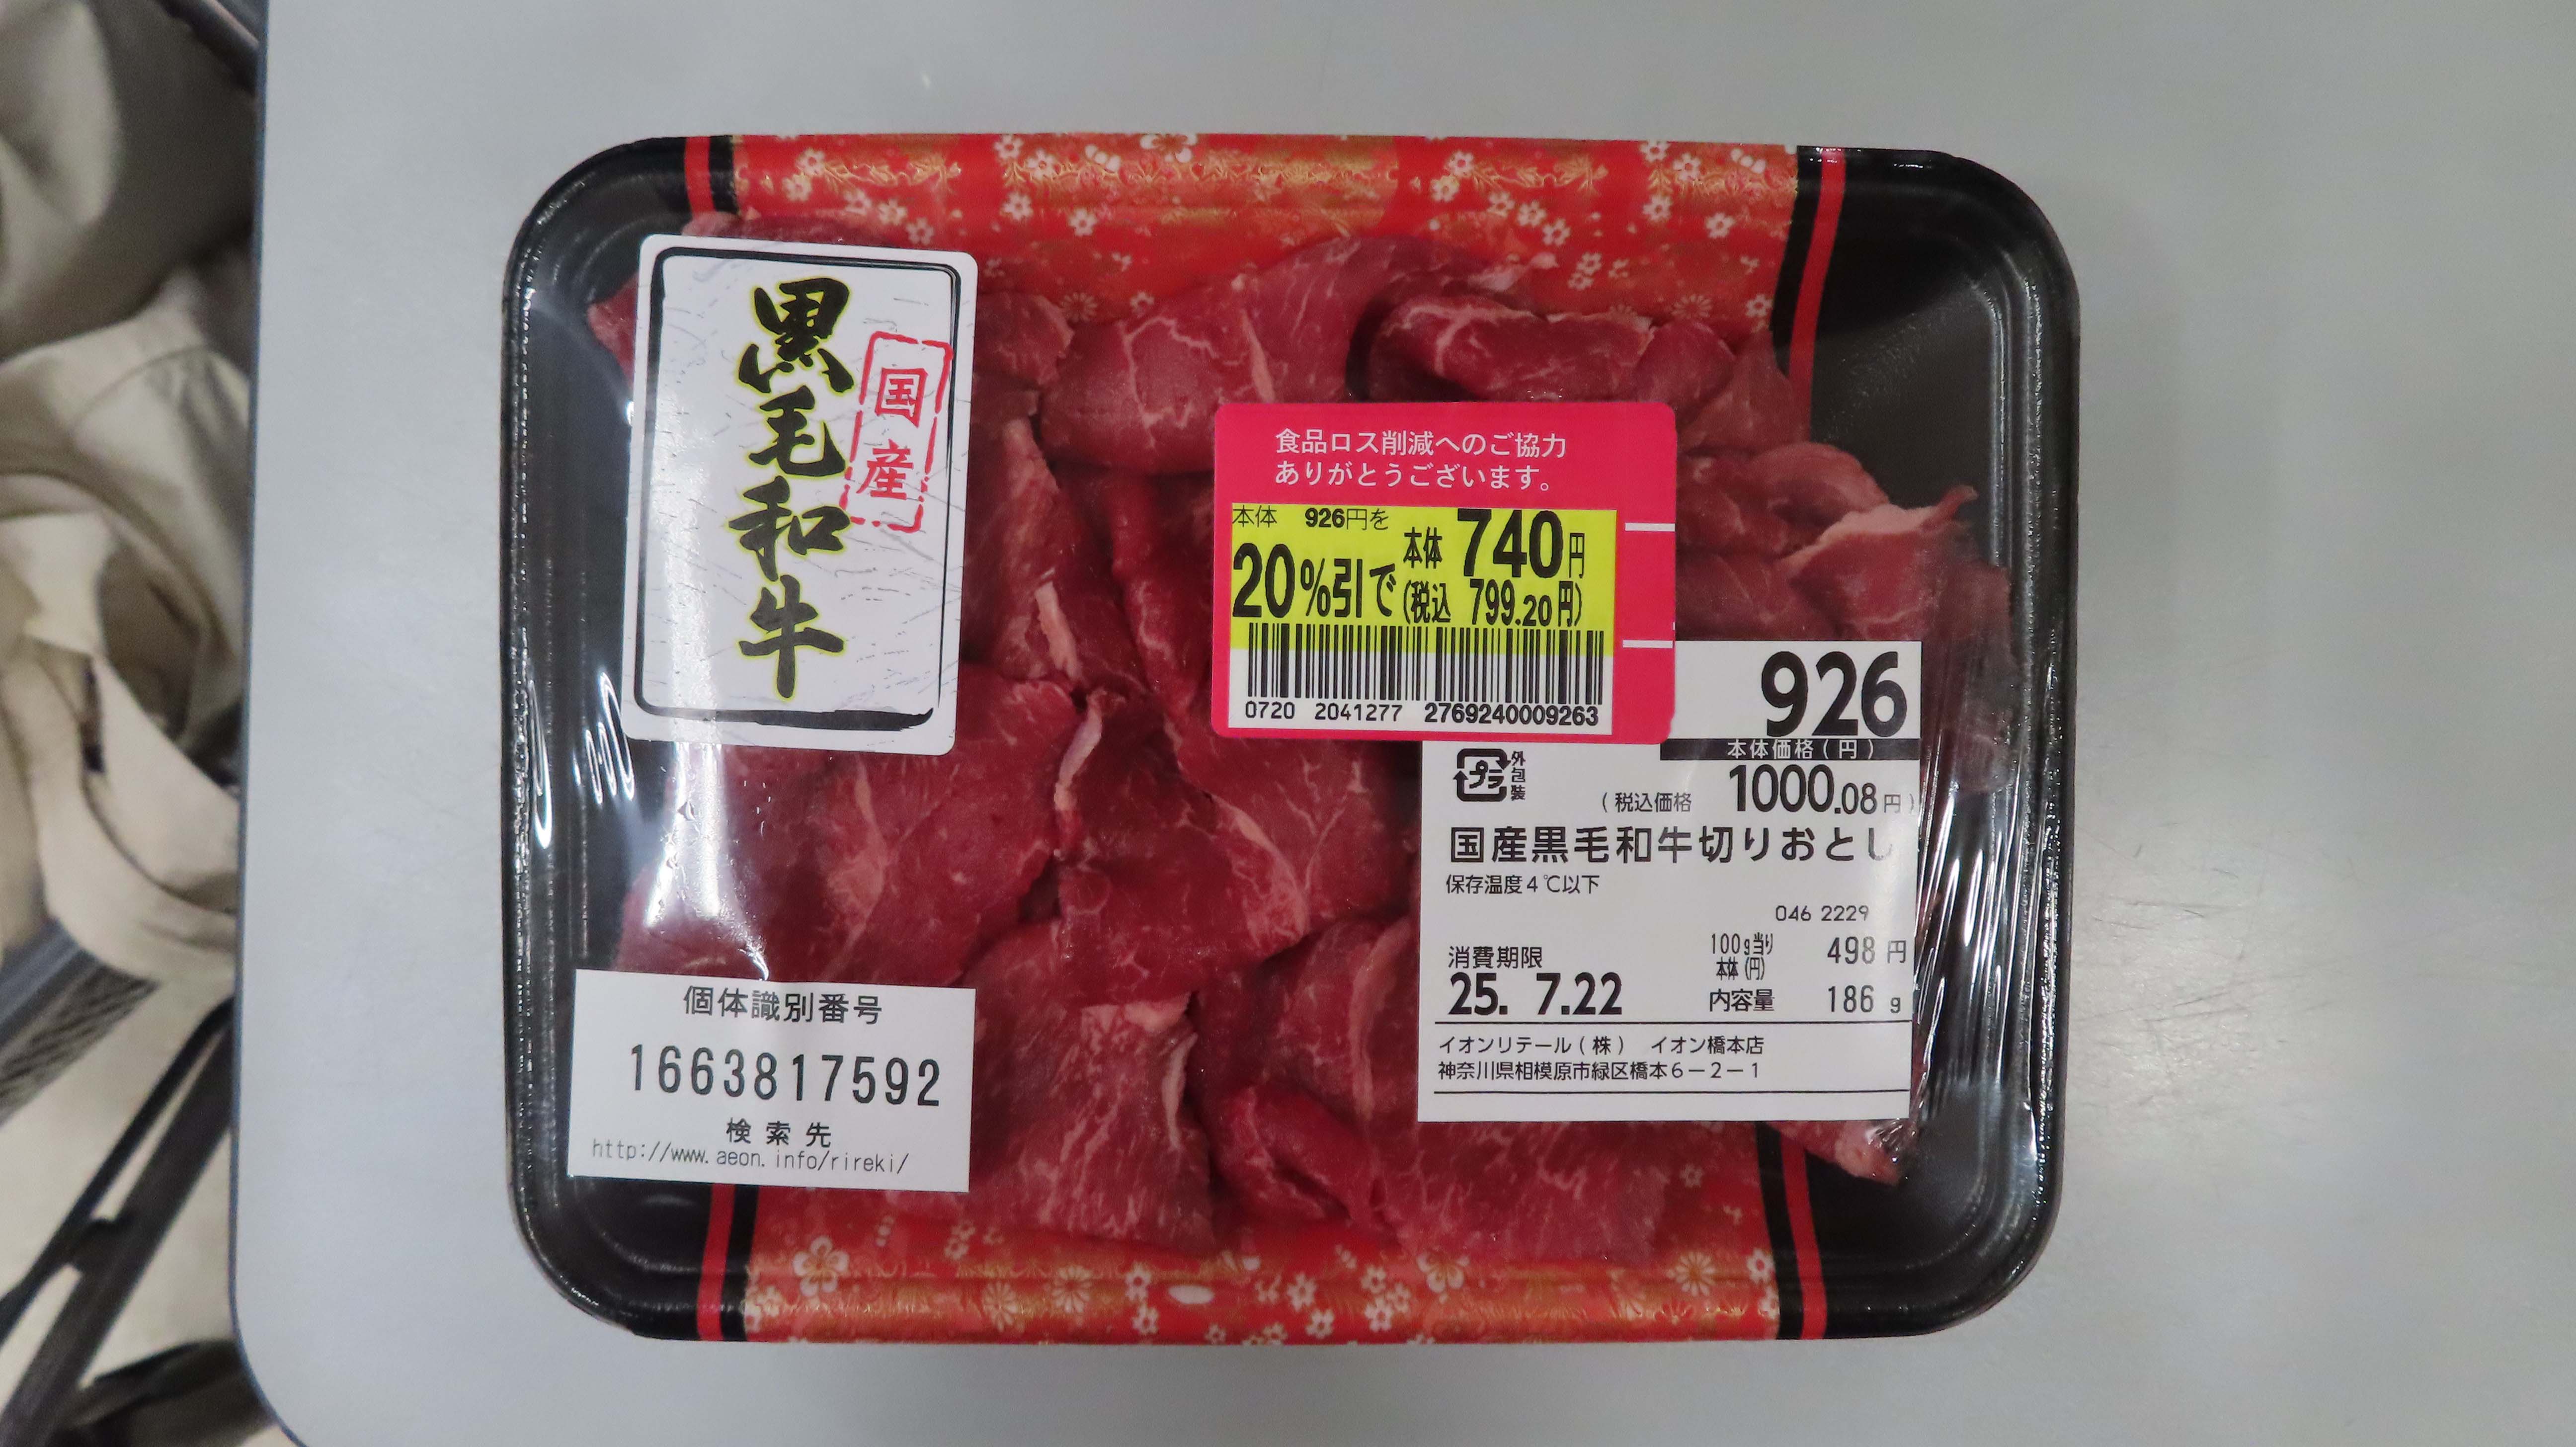 黒毛和牛
国産
食品ロス削減へのご協力
ありがとうございます。
本体 926円を
20%引で
本体 740円
(税込 799.20円)
0720 2041277 2769240009263
926
本体価格(円)
外包装
プラ
(税込価格 1000.08円)
国産黒毛和牛切りおとし
保存温度4℃以下
046 2229
消費期限
25. 7.22
100g当り
本体(円)
498円
内容量 186g
イオンリテール(株) イオン橋本店
神奈川県相模原市緑区橋本6-2-1
個体識別番号
1663817592
検索先
http://www.aeon.info/rireki/